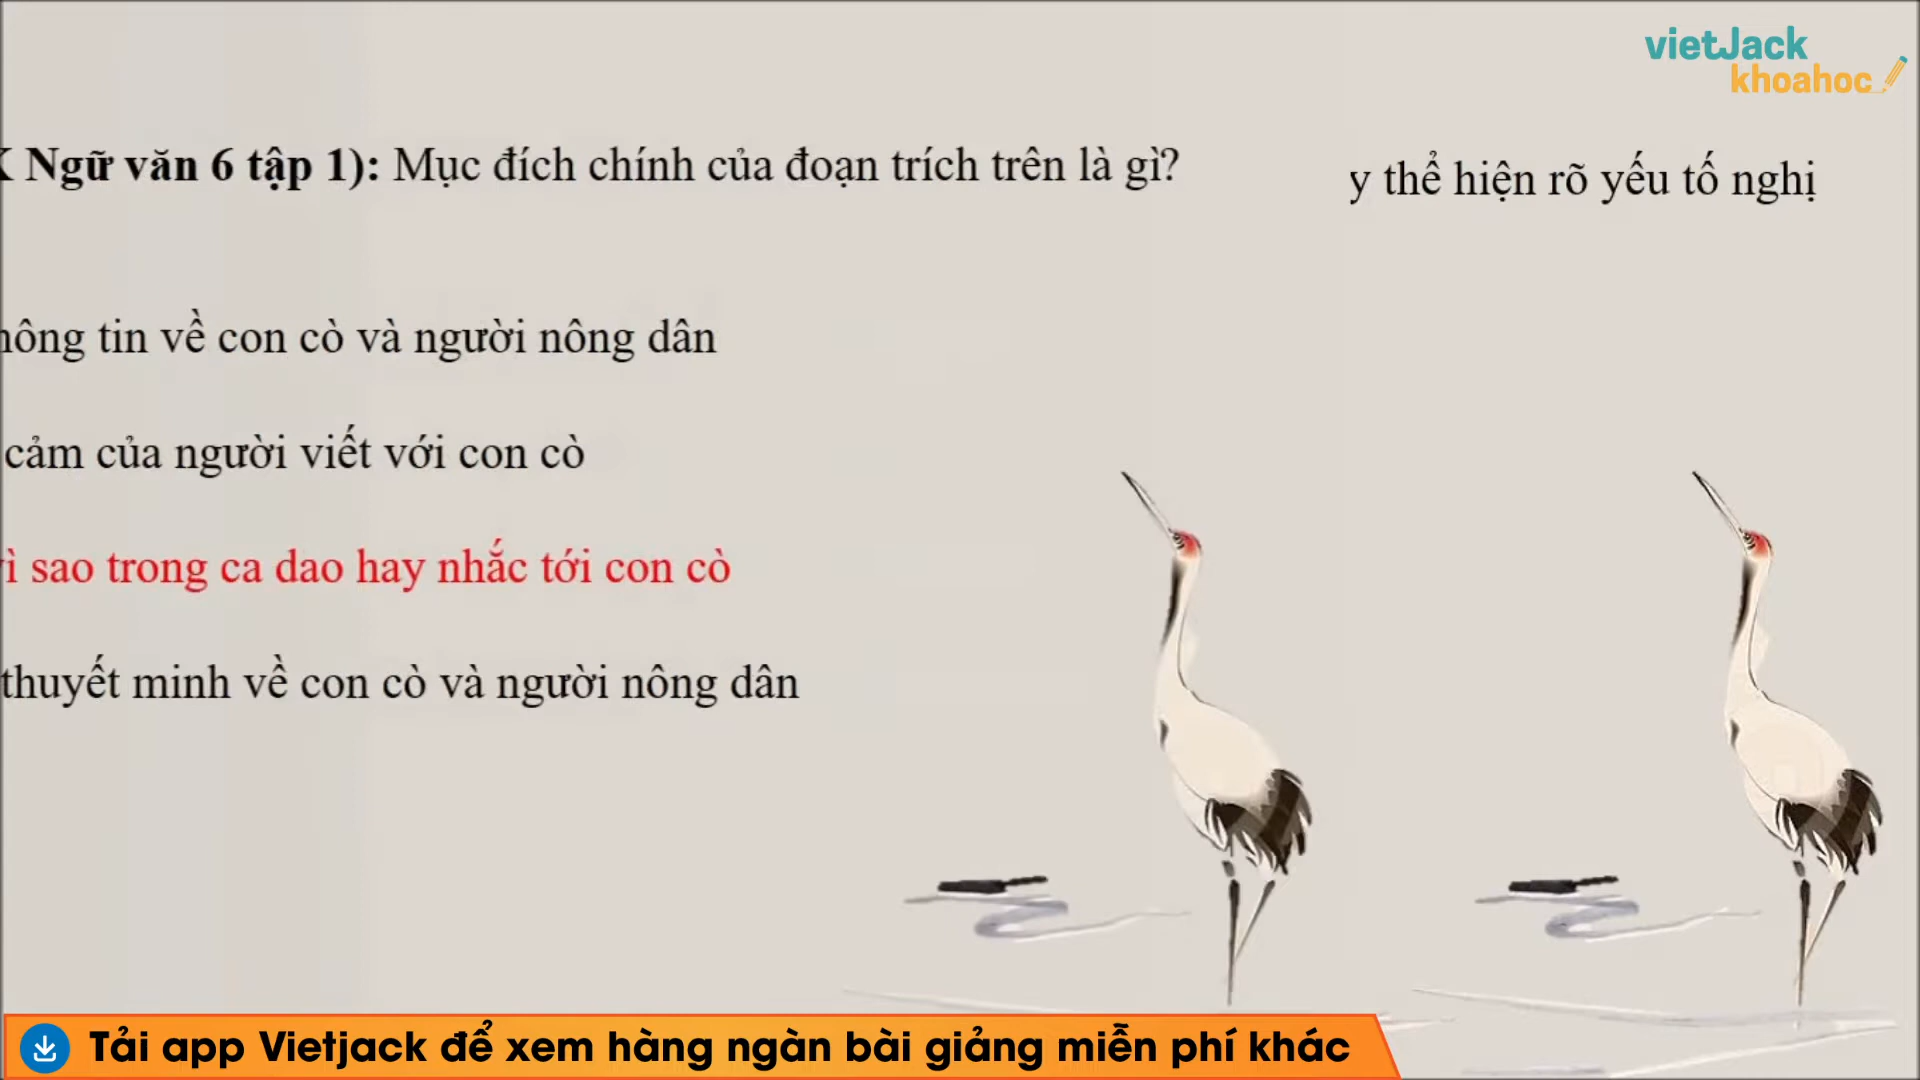 vietJack
khoahoc
Ngữ văn 6 tập 1): Mục đích chính của đoạn trích trên là gì?
y thể hiện rõ yếu tố nghị
tin về con cò và người nông dân
cảm của người viết với con cò
sao trong ca dao hay nhắc tới con cò
thuyết minh về con cò và người nông dân
Tải app Vietjack để xem hàng ngàn bài giảng miễn phí khác